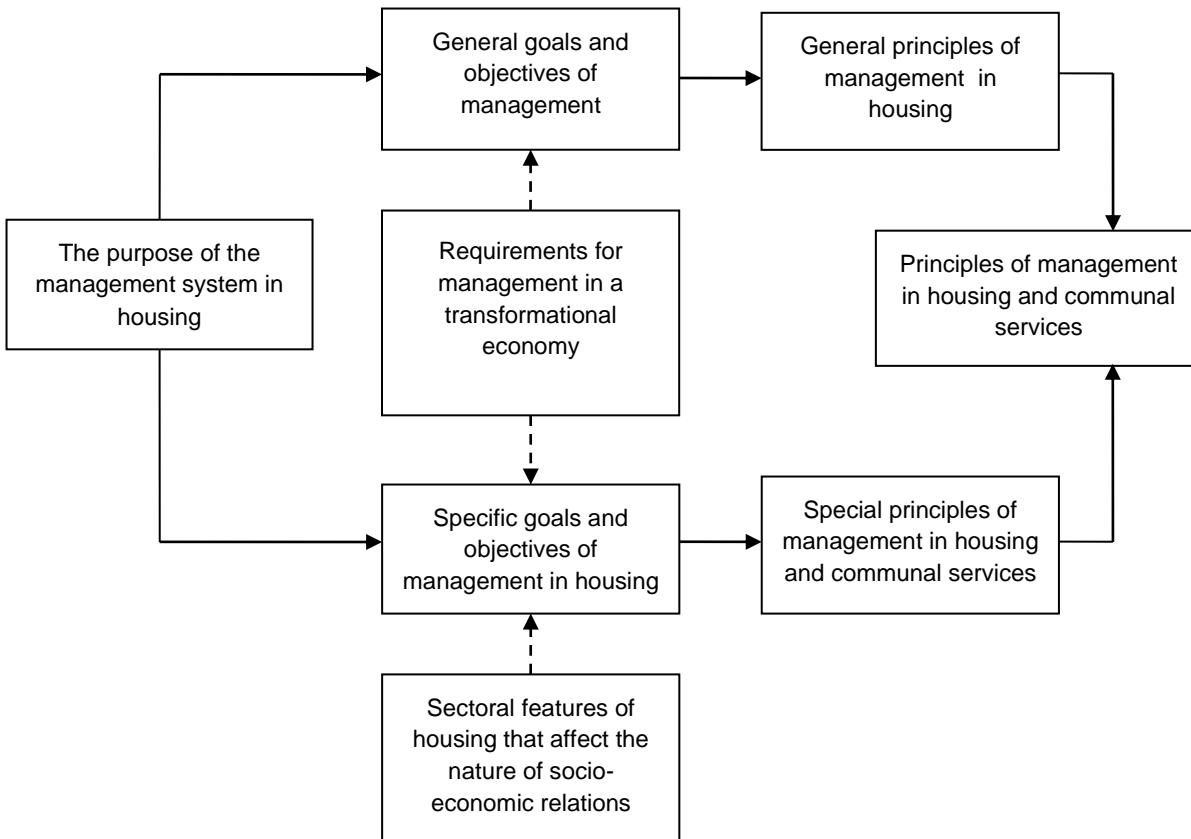 General goals and
objectives of
management
General principles of
management in
housing
The purpose of the
management system in
housing
Requirements for
management in a
transformational
economy
Principles of management
in housing and communal
services
Specific goals and
objectives of
management in housing
Special principles of
management in housing
and communal services
Sectoral features of
housing that affect the
nature of socio-
economic relations